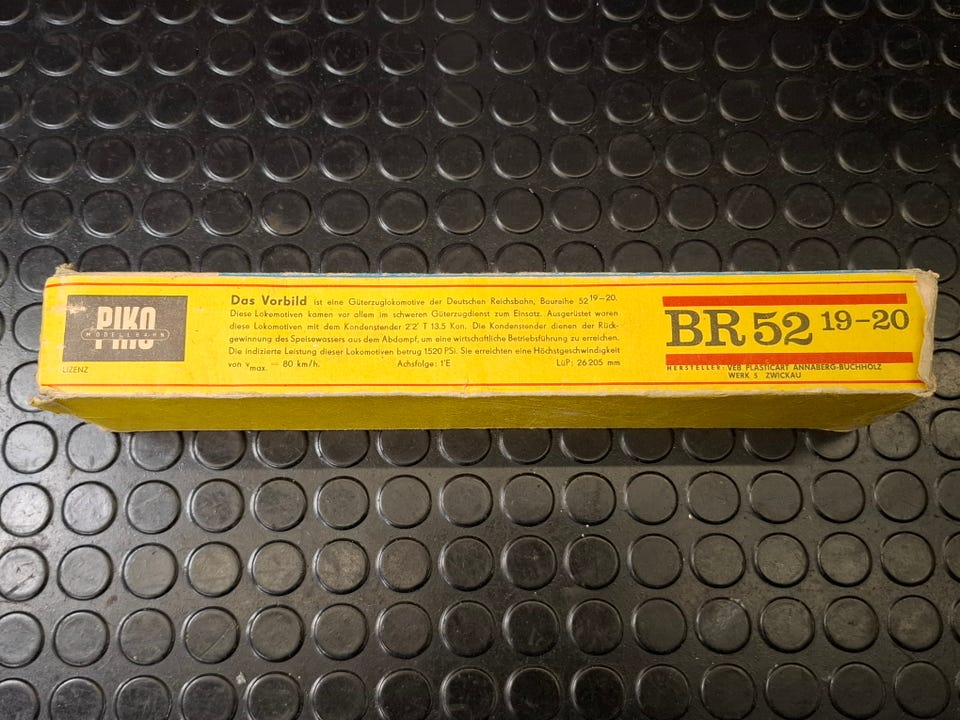 PIKO
MODELLBAHN
LIZENZ
Das Vorbild ist eine Güterzuglokomotive der Deutschen Reichsbahn, Baureihe 52 19–20.
Diese Lokomotiven kamen vor allem im schweren Güterzugdienst zum Einsatz. Ausgerüstet waren
diese Lokomotiven mit dem Kondenstender 2'2' T 13.5 Kon. Die Kondenstender dienen der Rück-
gewinnung des Speisewassers aus dem Abdampf, um eine wirtschaftliche Betriebsführung zu erreichen.
Die indizierte Leistung dieser Lokomotiven betrug 1520 PSi. Sie erreichten eine Höchstgeschwindigkeit
von v max. = 80 km/h. Achsfolge: 1'E LüP: 26 205 mm
BR 52 19–20
HERSTELLER: VEB PLASTICART ANNABERG-BUCHHOLZ
WERK 5 ZWICKAU